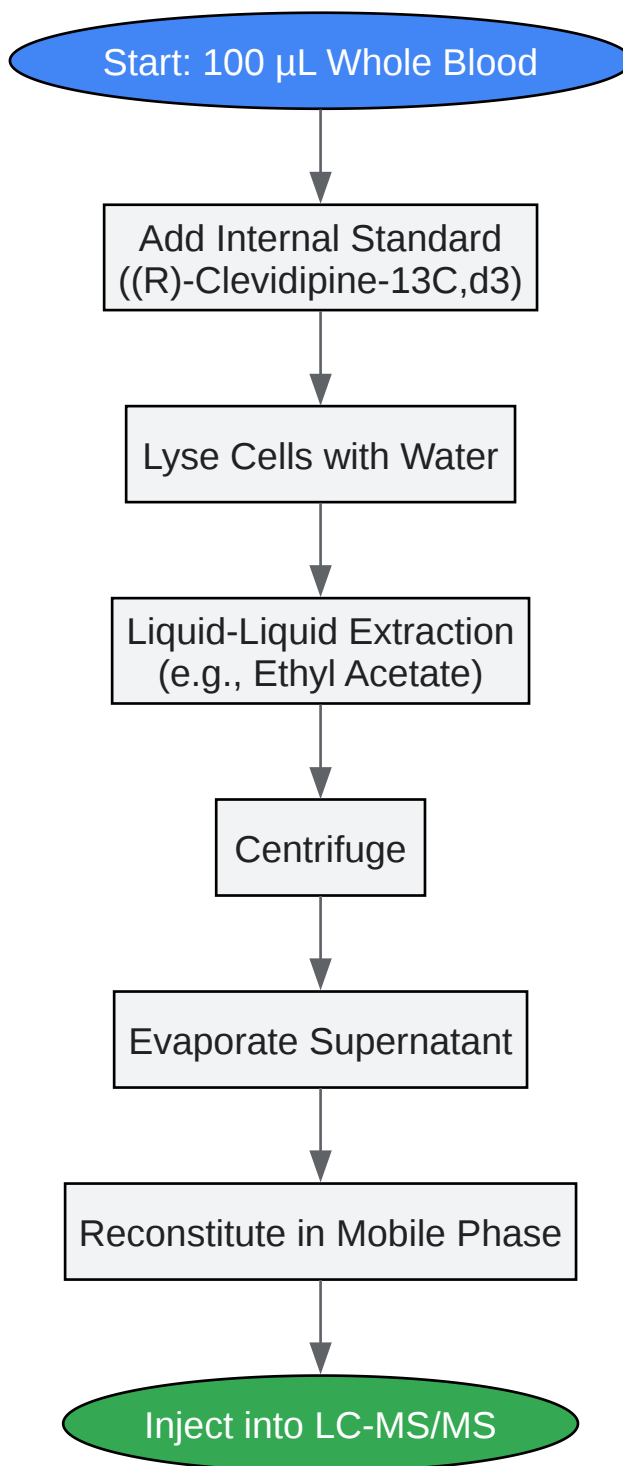 Start: 100 µL Whole Blood
Add Internal Standard
((R)-Clevidipine-13C,d3)
Lyse Cells with Water
Liquid-Liquid Extraction
(e.g., Ethyl Acetate)
Centrifuge
Evaporate Supernatant
Reconstitute in Mobile Phase
Inject into LC-MS/MS